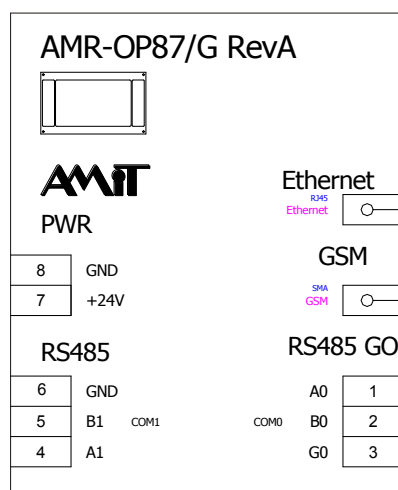 AMR-OP87/G RevA
AMiT
Ethernet
RJ45
Ethernet
PWR
GSM
8 GND
7 +24V
SMA
GSM
RS485
RS485 GO
6 GND
5 B1 COM1
4 A1
A0 1
COM0 B0 2
G0 3